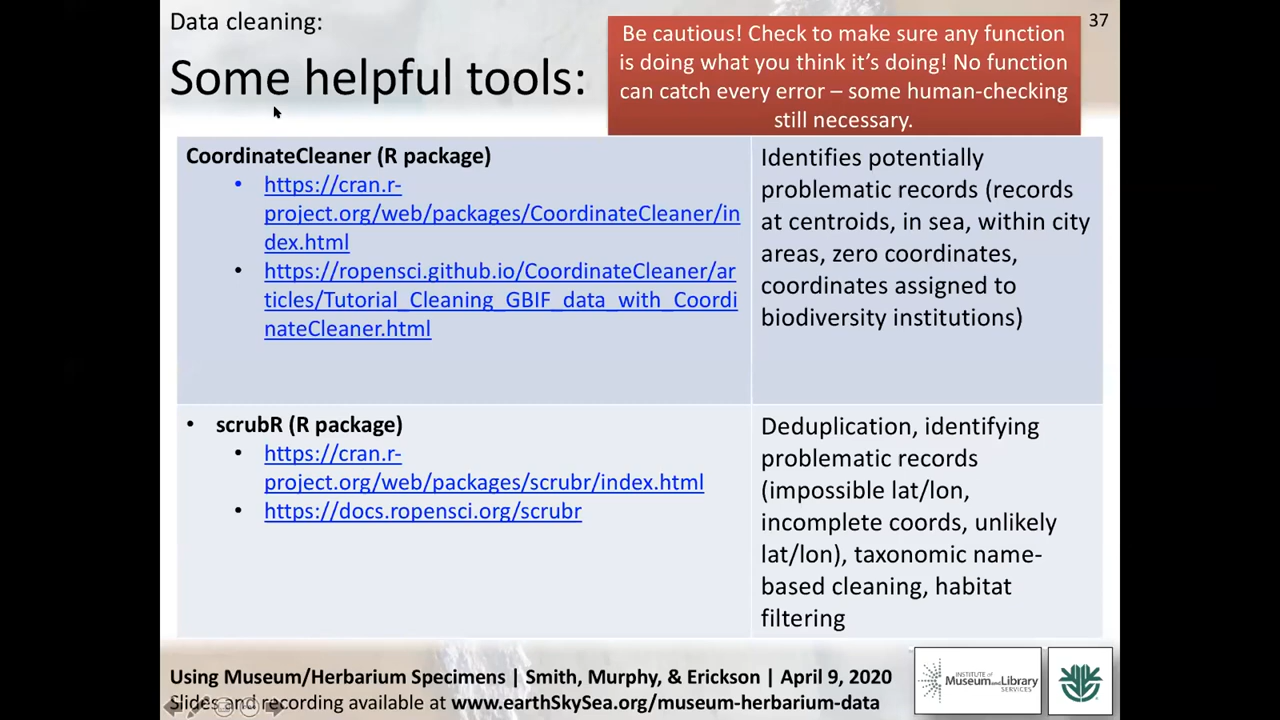 Data cleaning:
37
Some helpful tools:
Be cautious! Check to make sure any function
is doing what you think it's doing! No function
can catch every error – some human-checking
still necessary.
CoordinateCleaner (R package)
• https://cran.r-
project.org/web/packages/CoordinateCleaner/in
dex.html
• https://ropensci.github.io/CoordinateCleaner/ar
ticles/Tutorial_Cleaning_GBIF_data_with_Coordi
nateCleaner.html
Identifies potentially
problematic records (records
at centroids, in sea, within city
areas, zero coordinates,
coordinates assigned to
biodiversity institutions)
• scrubR (R package)
• https://cran.r-
project.org/web/packages/scrubr/index.html
• https://docs.ropensci.org/scrubr
Deduplication, identifying
problematic records
(impossible lat/lon,
incomplete coords, unlikely
lat/lon), taxonomic name-
based cleaning, habitat
filtering
Using Museum/Herbarium Specimens | Smith, Murphy, & Erickson | April 9, 2020
Slides and recording available at www.earthSkySea.org/museum-herbarium-data
INSTITUTE of
Museum and Library
SERVICES